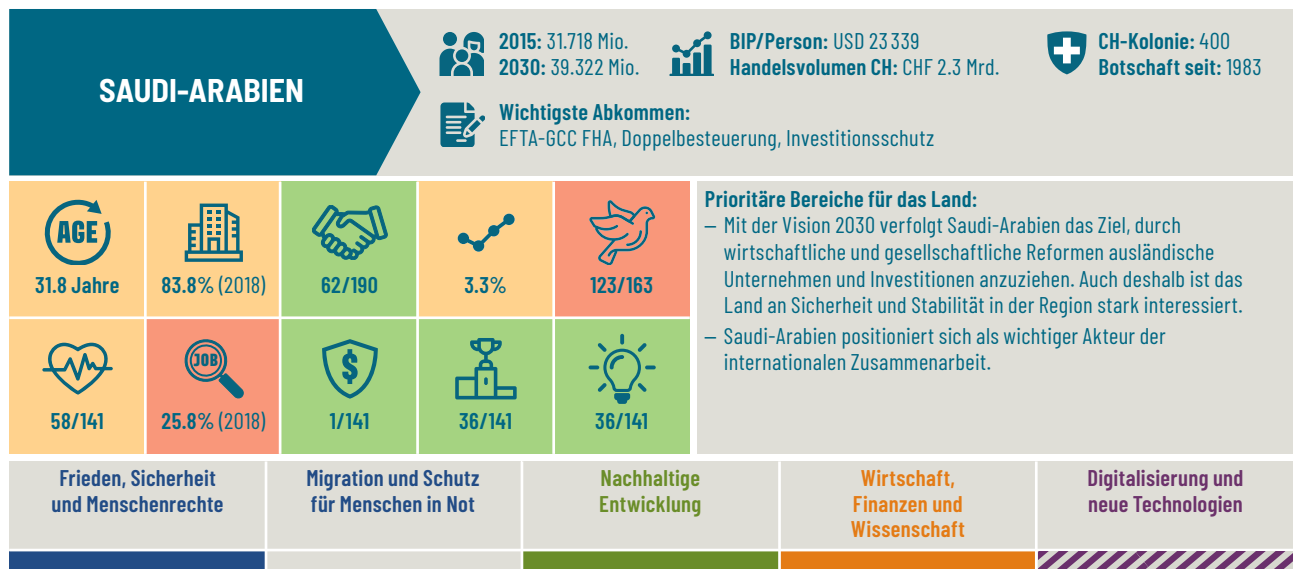 SAUDI-ARABIEN
2015: 31.718 Mio.
2030: 39.322 Mio.
BIP/Person: USD 23 339
Handelsvolumen CH: CHF 2.3 Mrd.
CH-Kolonie: 400
Botschaft seit: 1983
Wichtigste Abkommen:
EFTA-GCC FHA, Doppelbesteuerung, Investitionsschutz
AGE
31.8 Jahre
83.8% (2018)
62/190
3.3%
123/163
58/141
JOB
25.8% (2018)
$
1/141
36/141
36/141
Prioritäre Bereiche für das Land:
– Mit der Vision 2030 verfolgt Saudi-Arabien das Ziel, durch
wirtschaftliche und gesellschaftliche Reformen ausländische
Unternehmen und Investitionen anzuziehen. Auch deshalb ist das
Land an Sicherheit und Stabilität in der Region stark interessiert.
– Saudi-Arabien positioniert sich als wichtiger Akteur der
internationalen Zusammenarbeit.
Frieden, Sicherheit
und Menschenrechte
Migration und Schutz
für Menschen in Not
Nachhaltige
Entwicklung
Wirtschaft,
Finanzen und
Wissenschaft
Digitalisierung und
neue Technologien